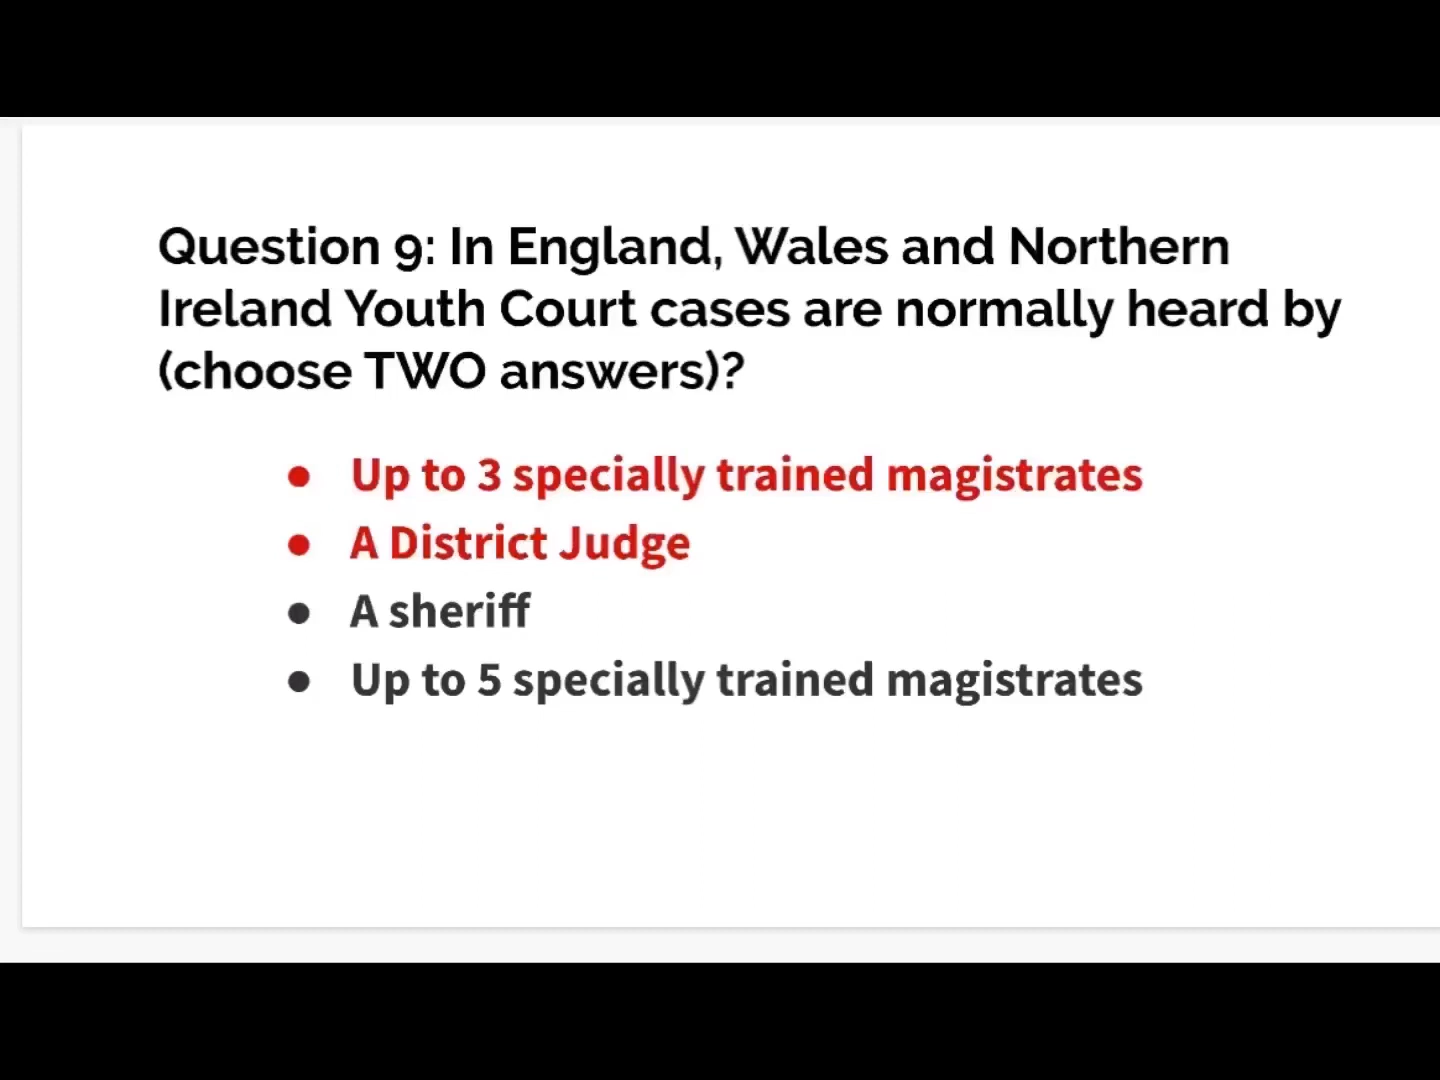 Question 9: In England, Wales and Northern
Ireland Youth Court cases are normally heard by
(choose TWO answers)?
● Up to 3 specially trained magistrates
● A District Judge
● A sheriff
● Up to 5 specially trained magistrates